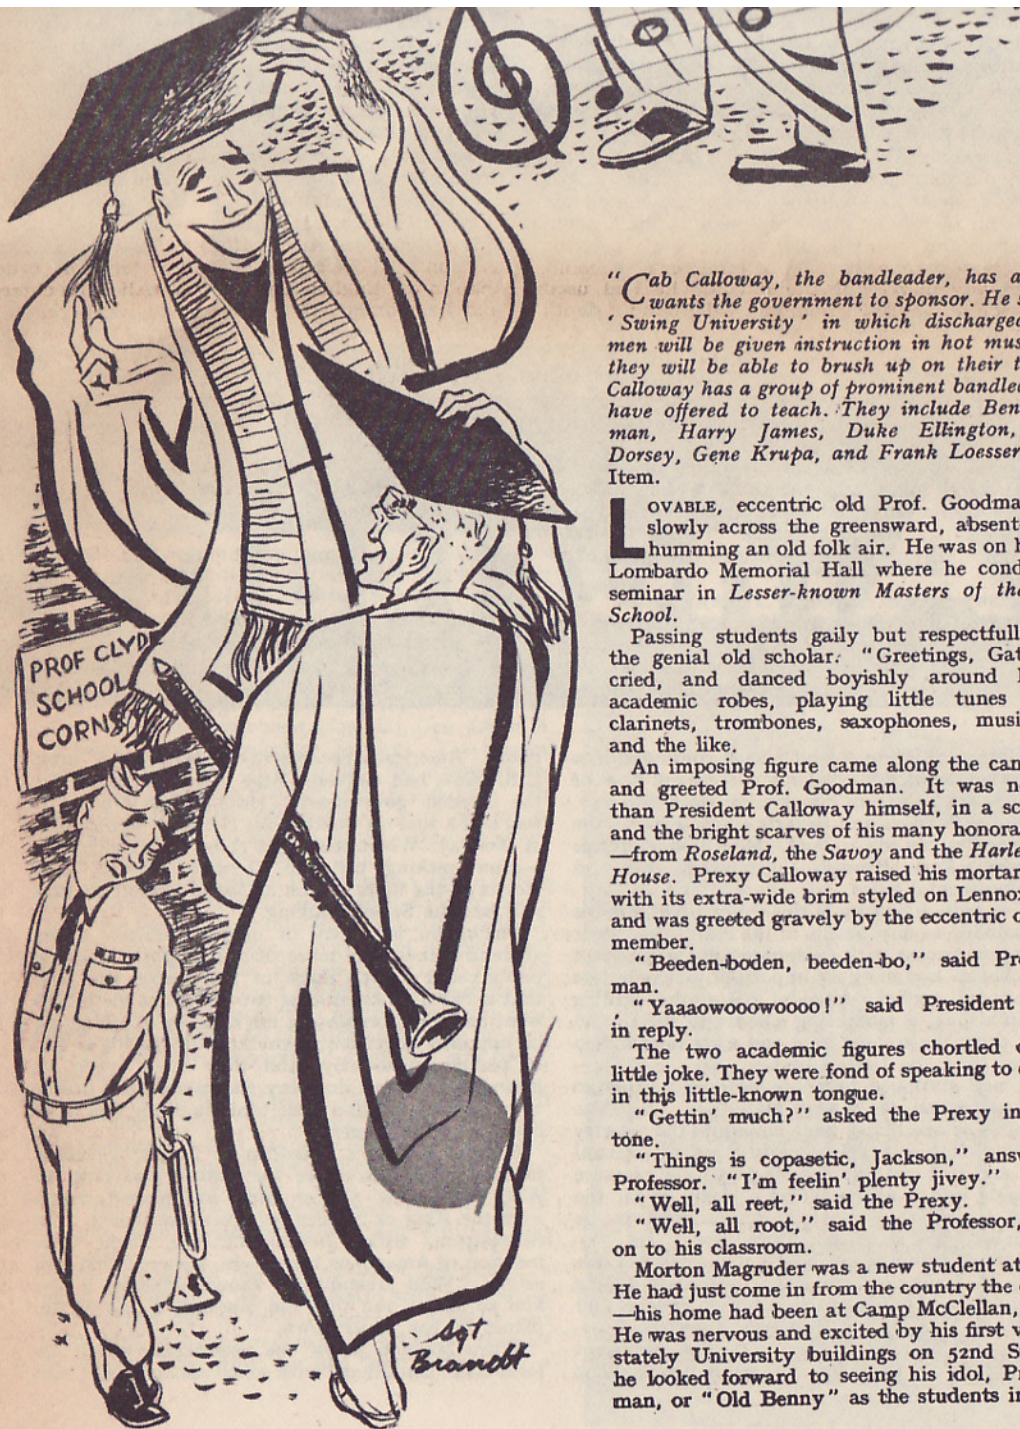 PROF CLYD
SCHOOL
CORNS
Sgt
Brandt
"Cab Calloway, the bandleader, has a
wants the government to sponsor. He s
'Swing University' in which discharged
men will be given instruction in hot mus
they will be able to brush up on their t
Calloway has a group of prominent bandlea
have offered to teach. They include Ben
man, Harry James, Duke Ellington,
Dorsey, Gene Krupa, and Frank Loesser
Item.
LOVABLE, eccentric old Prof. Goodma
slowly across the greensward, absent
humming an old folk air. He was on h
Lombardo Memorial Hall where he cond
seminar in Lesser-known Masters of the
School.
Passing students gaily but respectfull
the genial old scholar: "Greetings, Gat
cried, and danced boyishly around h
academic robes, playing little tunes
clarinets, trombones, saxophones, musi
and the like.
An imposing figure came along the cam
and greeted Prof. Goodman. It was n
than President Calloway himself, in a sc
and the bright scarves of his many honora
—from Roseland, the Savoy and the Harle
House. Prexy Calloway raised his mortar
with its extra-wide brim styled on Lennox
and was greeted gravely by the eccentric o
member.
"Beeden-boden, beeden-bo," said Pro
man.
"Yaaaowooowoooo!" said President
in reply.
The two academic figures chortled o
little joke. They were fond of speaking to e
in this little-known tongue.
"Gettin' much?" asked the Prexy in
tone.
"Things is copasetic, Jackson," answ
Professor. "I'm feelin' plenty jivey."
"Well, all reet," said the Prexy.
"Well, all root," said the Professor,
on to his classroom.
Morton Magruder was a new student at
He had just come in from the country the
—his home had been at Camp McClellan,
He was nervous and excited by his first v
stately University buildings on 52nd S
he looked forward to seeing his idol, Pr
man, or "Old Benny" as the students in